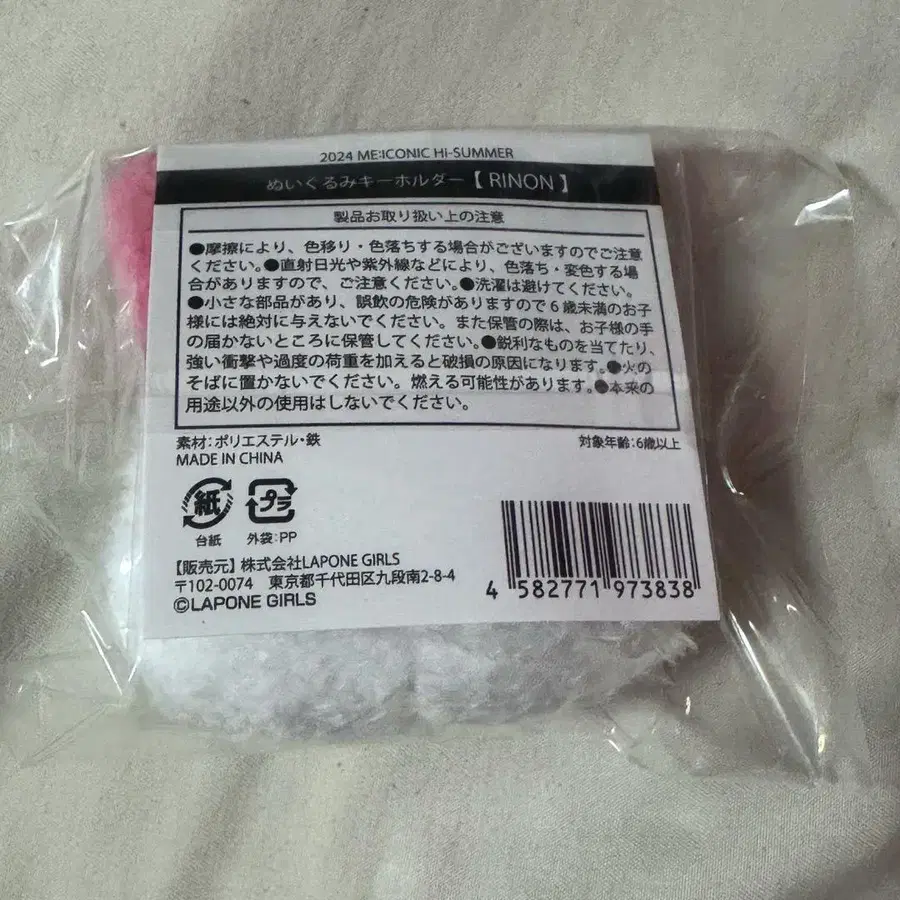 2024 ME:ICONIC Hi-SUMMER
ぬいぐるみキーホルダー【 RINON 】
製品お取り扱い上の注意
●摩擦により、色移り・色落ちする場合がございますのでご注意
ください。●直射日光や紫外線などにより、色落ち・変色する場
合がありますので、ご注意ください。●洗濯は避けてください。
●小さな部品があり、誤飲の危険がありますので6歳未満のお子
様には絶対に与えないでください。また保管の際は、お子様の手
の届かないところに保管してください。●鋭利なものを当てたり、
強い衝撃や過度の荷重を加えると破損の原因になります。●火の
そばに置かないでください。燃える可能性があります。●本来の
用途以外の使用はしないでください。
素材:ポリエステル・鉄
対象年齢:6歳以上
MADE IN CHINA
紙
プラ
台紙
外袋:PP
【販売元】株式会社LAPONE GIRLS
〒102-0074 東京都千代田区九段南2-8-4
©LAPONE GIRLS
4 582771 973838